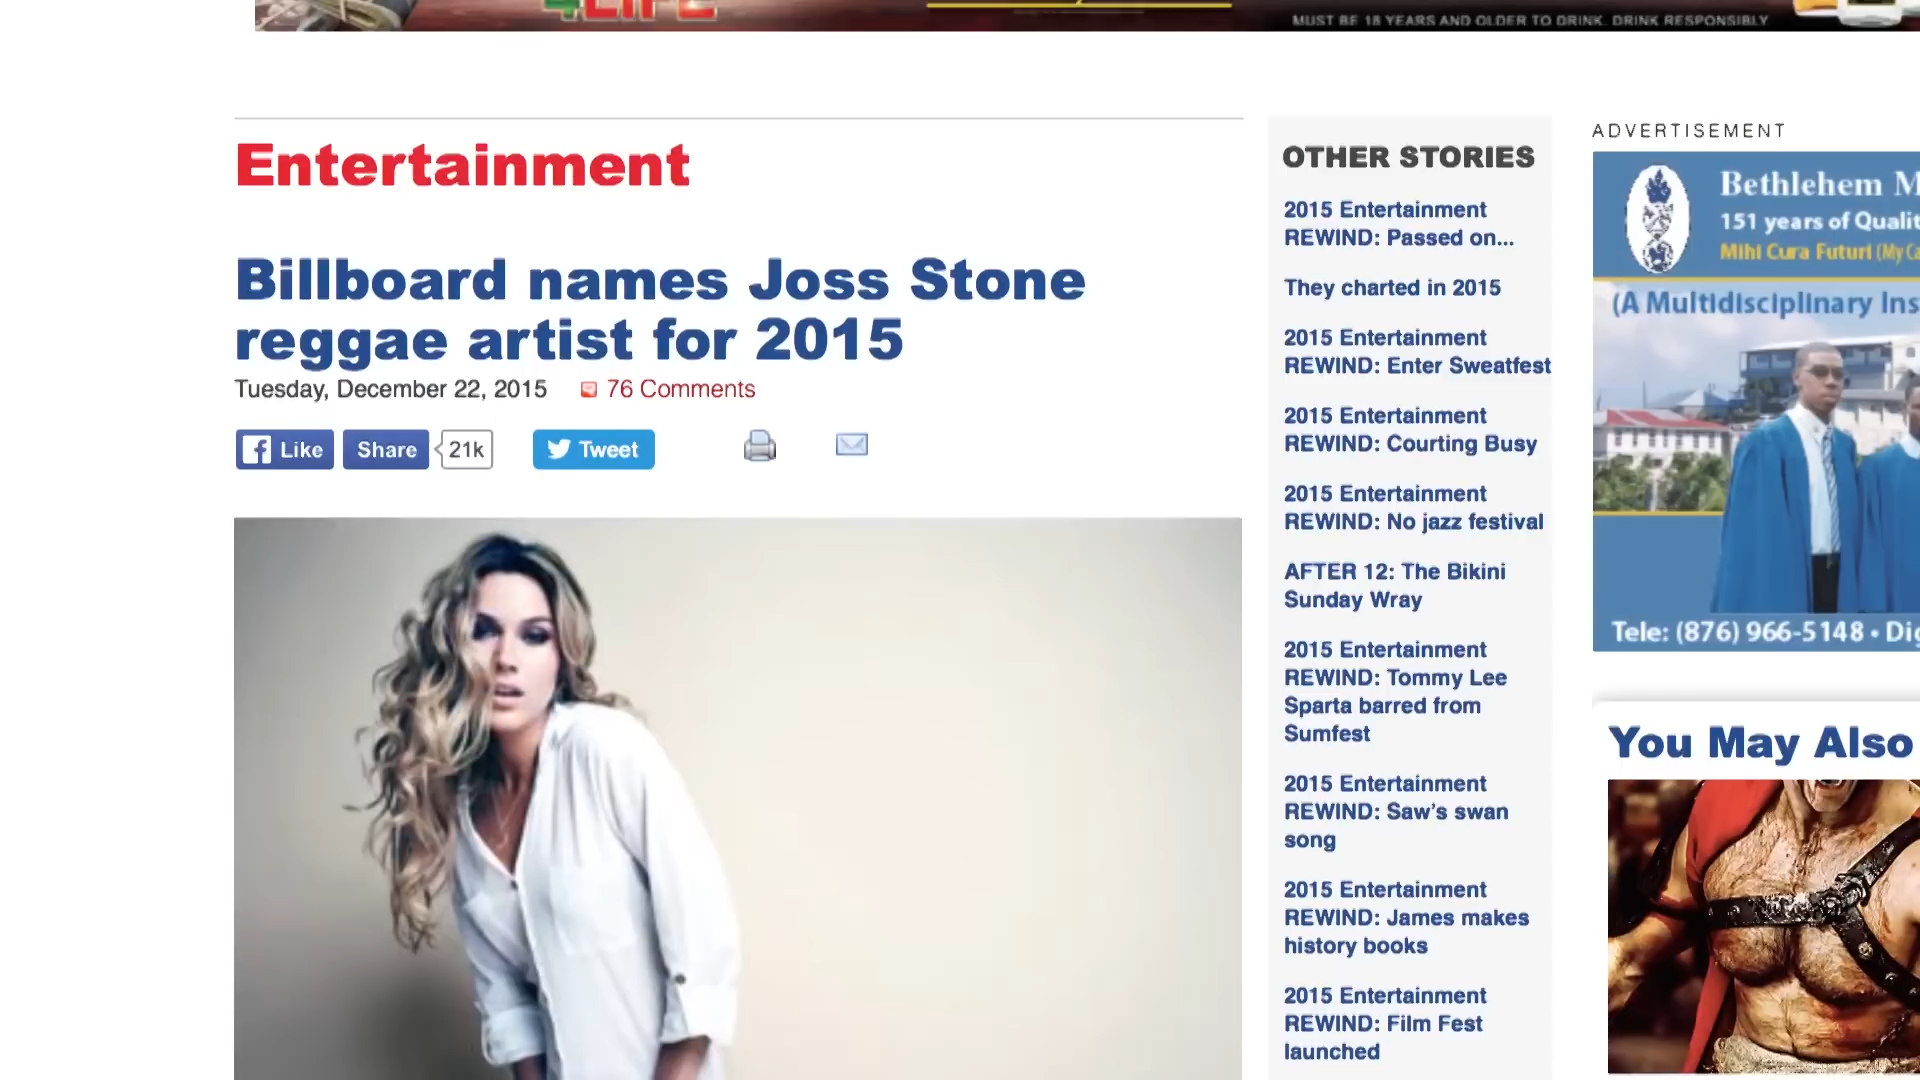 4LIFE
MUST BE 18 YEARS AND OLDER TO DRINK. DRINK RESPONSIBLY
Entertainment
Billboard names Joss Stone
reggae artist for 2015
Tuesday, December 22, 2015 76 Comments
Like Share 21k Tweet
OTHER STORIES
2015 Entertainment
REWIND: Passed on...
They charted in 2015
2015 Entertainment
REWIND: Enter Sweatfest
2015 Entertainment
REWIND: Courting Busy
2015 Entertainment
REWIND: No jazz festival
AFTER 12: The Bikini
Sunday Wray
2015 Entertainment
REWIND: Tommy Lee
Sparta barred from
Sumfest
2015 Entertainment
REWIND: Saw’s swan
song
2015 Entertainment
REWIND: James makes
history books
2015 Entertainment
REWIND: Film Fest
launched
ADVERTISEMENT
Bethlehem M
151 years of Qualit
Mihi Cura Futuri (My Ca
(A Multidisciplinary Ins
Tele: (876) 966-5148 • Dig
You May Also